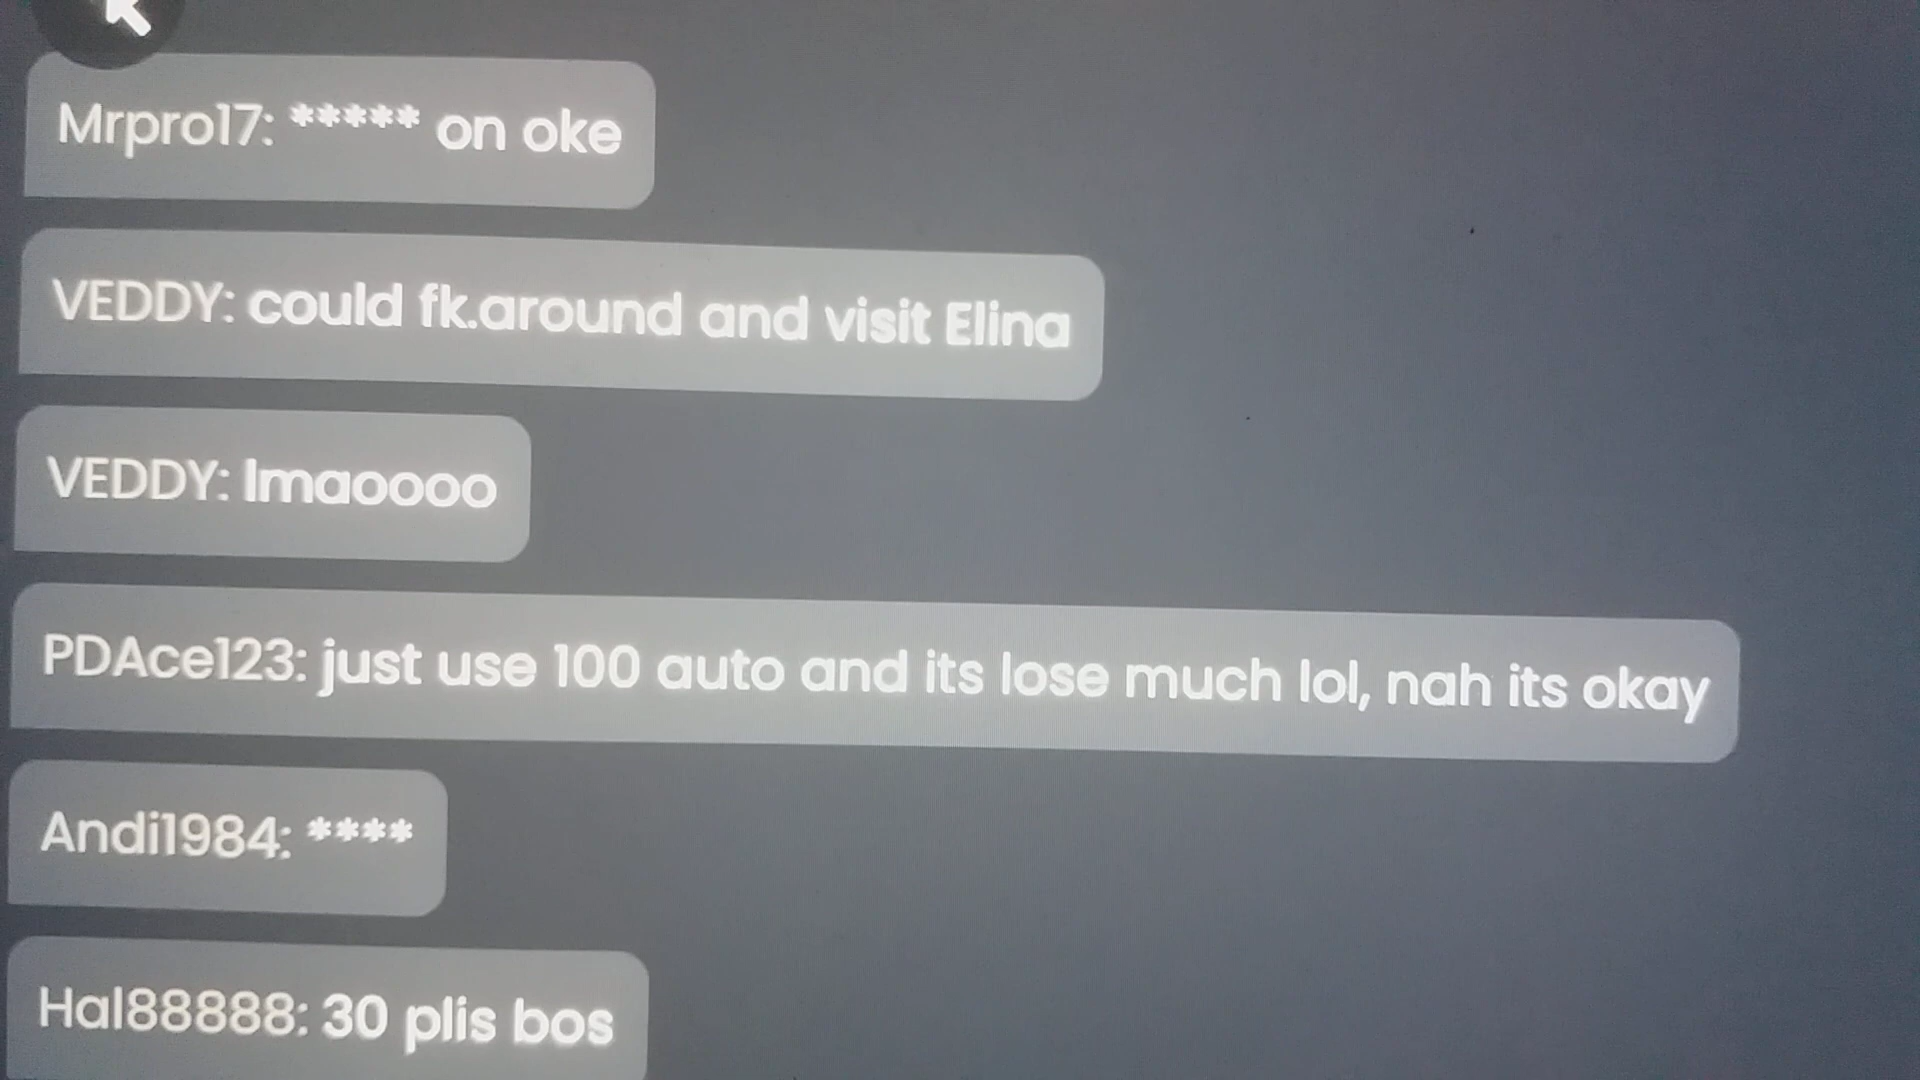 Mrpro17: ***** on oke
VEDDY: could fk.around and visit Elina
VEDDY: lmaoooo
PDAce123: just use 100 auto and its lose much lol, nah its okay
Andi1984: ****
Hal88888: 30 plis bos